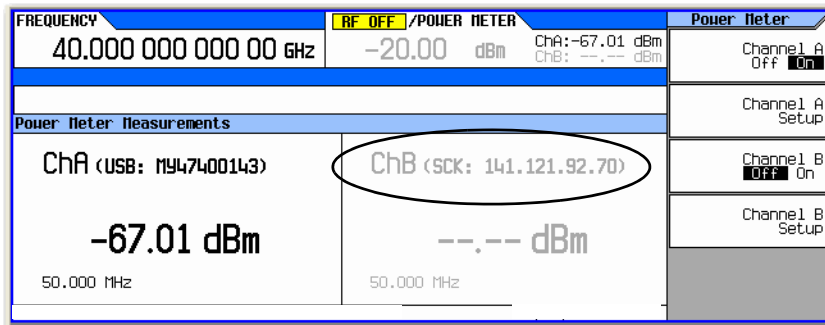 FREQUENCY
RF OFF /POWER METER
Power Meter
40.000 000 000 00 GHz
-20.00 dBm
ChA:-67.01 dBm
ChB: --.-- dBm
Channel A
Off On
Channel A
Setup
Power Meter Measurements
ChA (USB: MY47400143)
ChB (SCK: 141.121.92.70)
Channel B
Off On
Channel B
Setup
-67.01 dBm
--.-- dBm
50.000 MHz
50.000 MHz